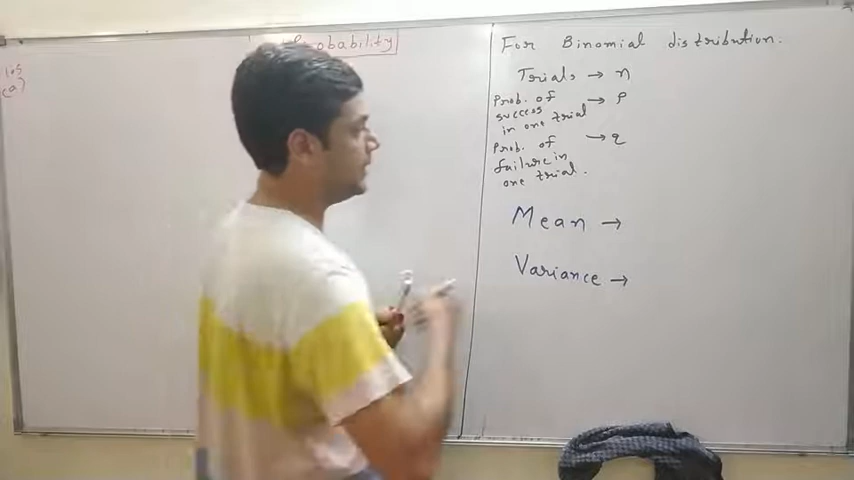 Probability
(a)
For Binomial distribution.
Trials → n
Prob. of
success → p
in one trial
Prob. of → q
failure in
one trial.
Mean →
Variance →